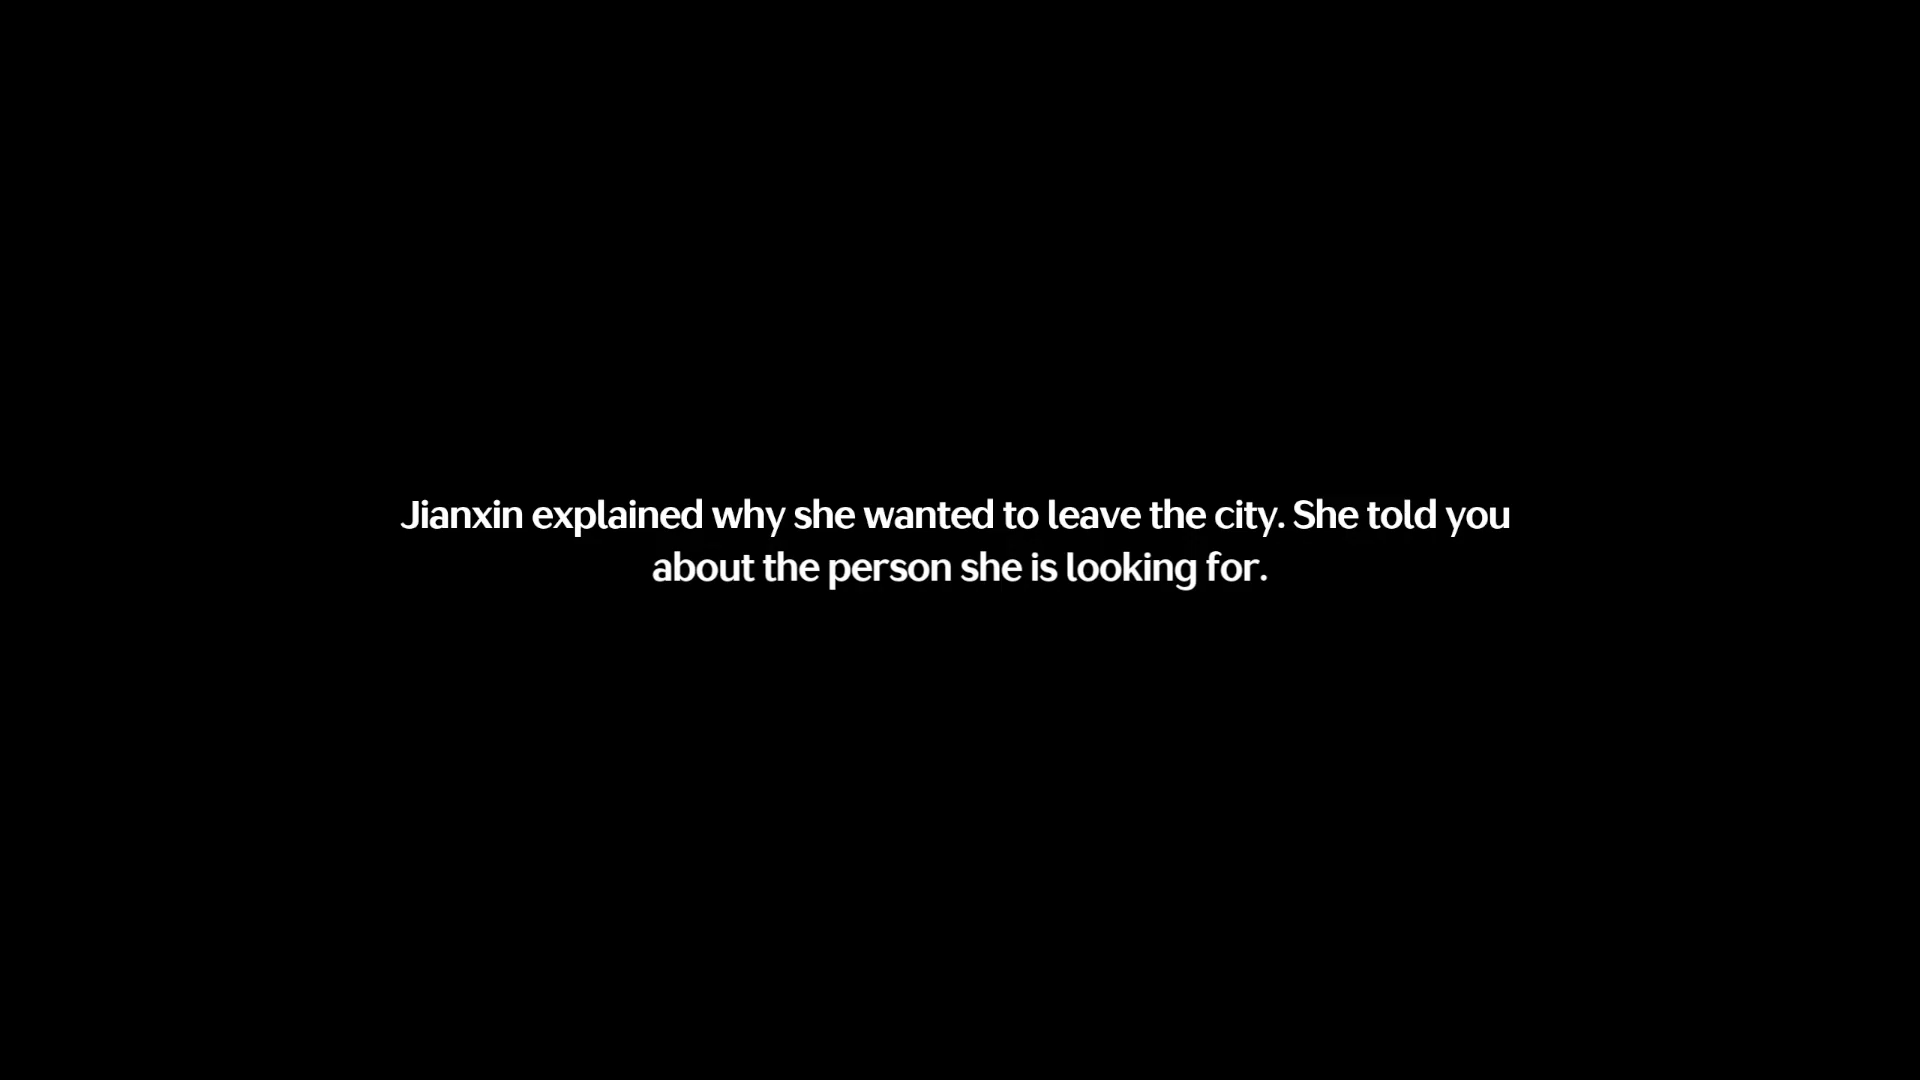 Jianxin explained why she wanted to leave the city. She told you
about the person she is looking for.